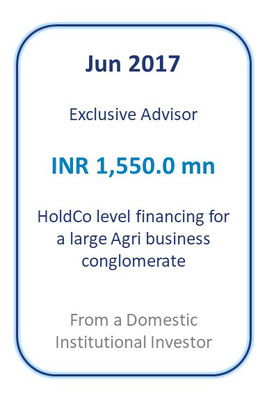 Jun 2017
Exclusive Advisor
INR 1,550.0 mn
HoldCo level financing for
a large Agri business
conglomerate
From a Domestic
Institutional Investor